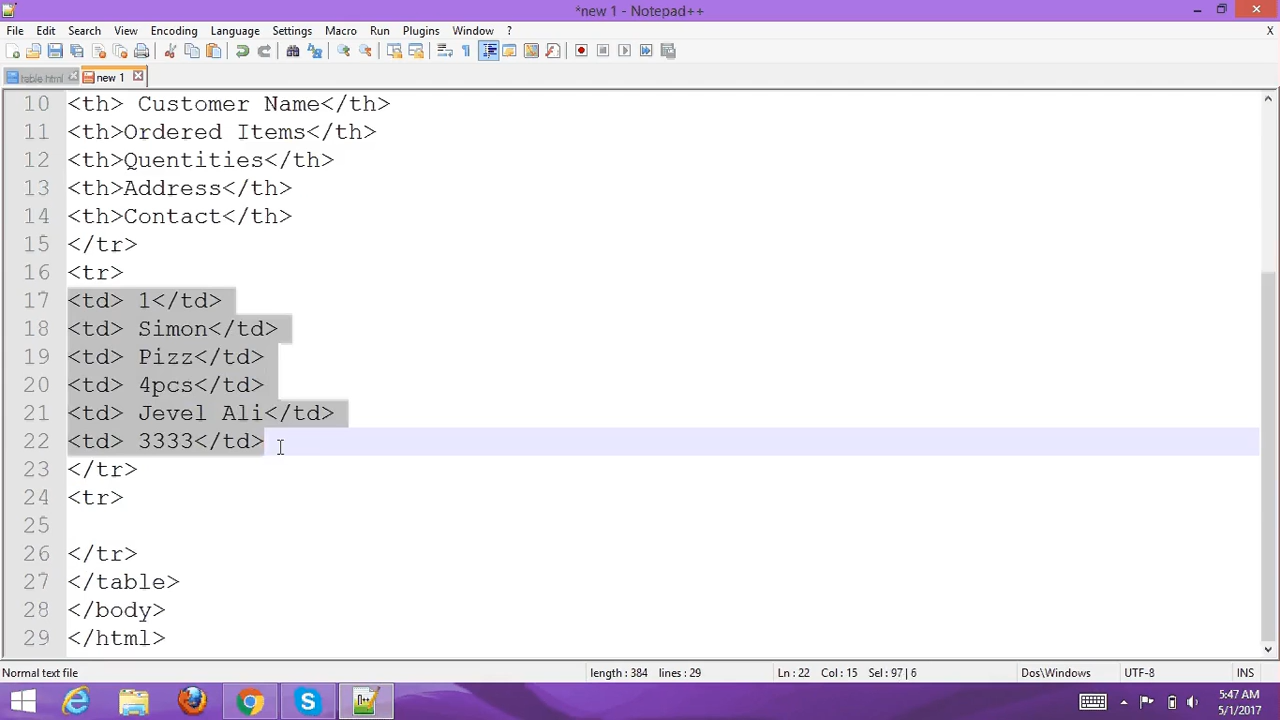 *new 1 - Notepad++
File Edit Search View Encoding Language Settings Macro Run Plugins Window ? X
table html new 1
10 <th> Customer Name</th>
11 <th>Ordered Items</th>
12 <th>Quentities</th>
13 <th>Address</th>
14 <th>Contact</th>
15 </tr>
16 <tr>
17 <td> 1</td>
18 <td> Simon</td>
19 <td> Pizz</td>
20 <td> 4pcs</td>
21 <td> Jevel Ali</td>
22 <td> 3333</td>
23 </tr>
24 <tr>
25
26 </tr>
27 </table>
28 </body>
29 </html>
Normal text file length : 384 lines : 29 Ln : 22 Col : 15 Sel : 97 | 6 Dos\Windows UTF-8 INS
5:47 AM
5/1/2017